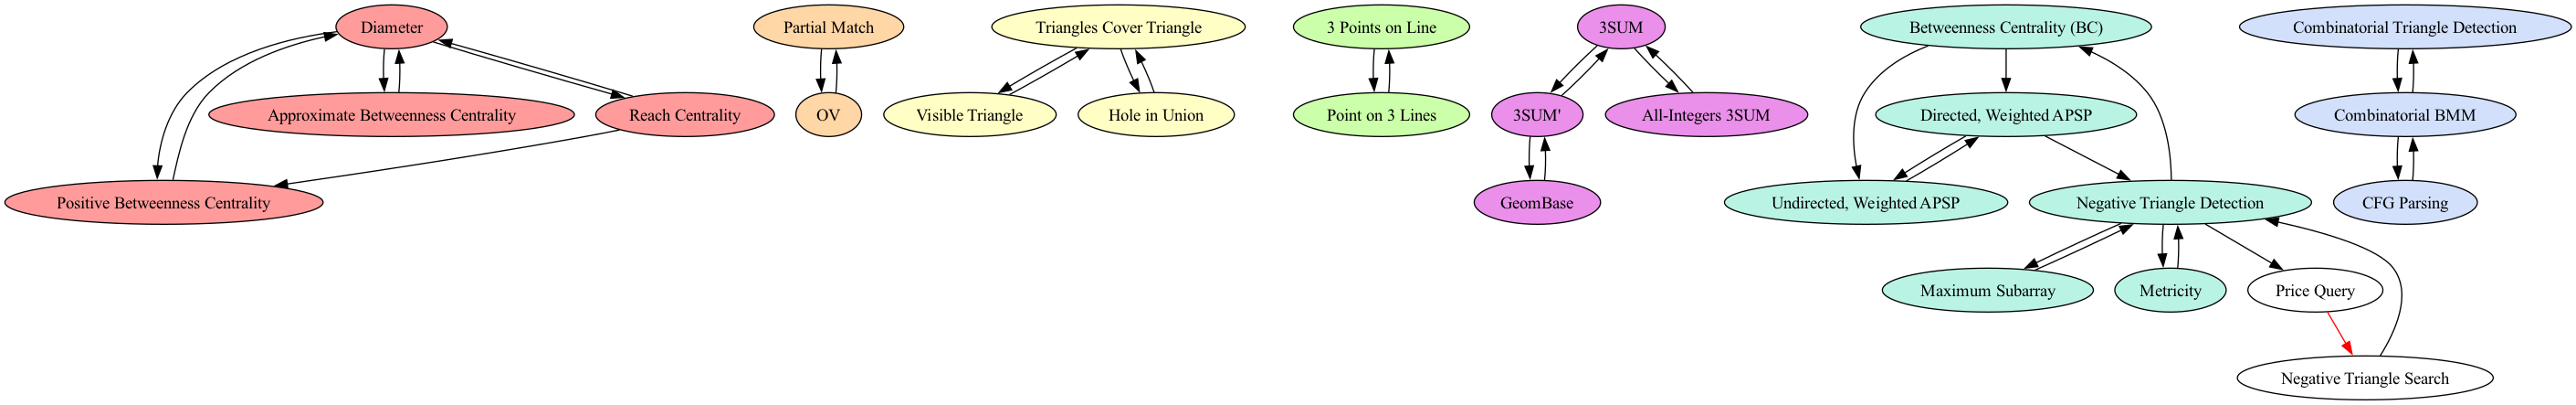 Diameter
Partial Match
Triangles Cover Triangle
3 Points on Line
3SUM
Betweenness Centrality (BC)
Combinatorial Triangle Detection
Approximate Betweenness Centrality
Reach Centrality
OV
Visible Triangle
Hole in Union
Point on 3 Lines
3SUM'
All-Integers 3SUM
Directed, Weighted APSP
Combinatorial BMM
Positive Betweenness Centrality
GeomBase
Undirected, Weighted APSP
Negative Triangle Detection
CFG Parsing
Maximum Subarray
Metricity
Price Query
Negative Triangle Search